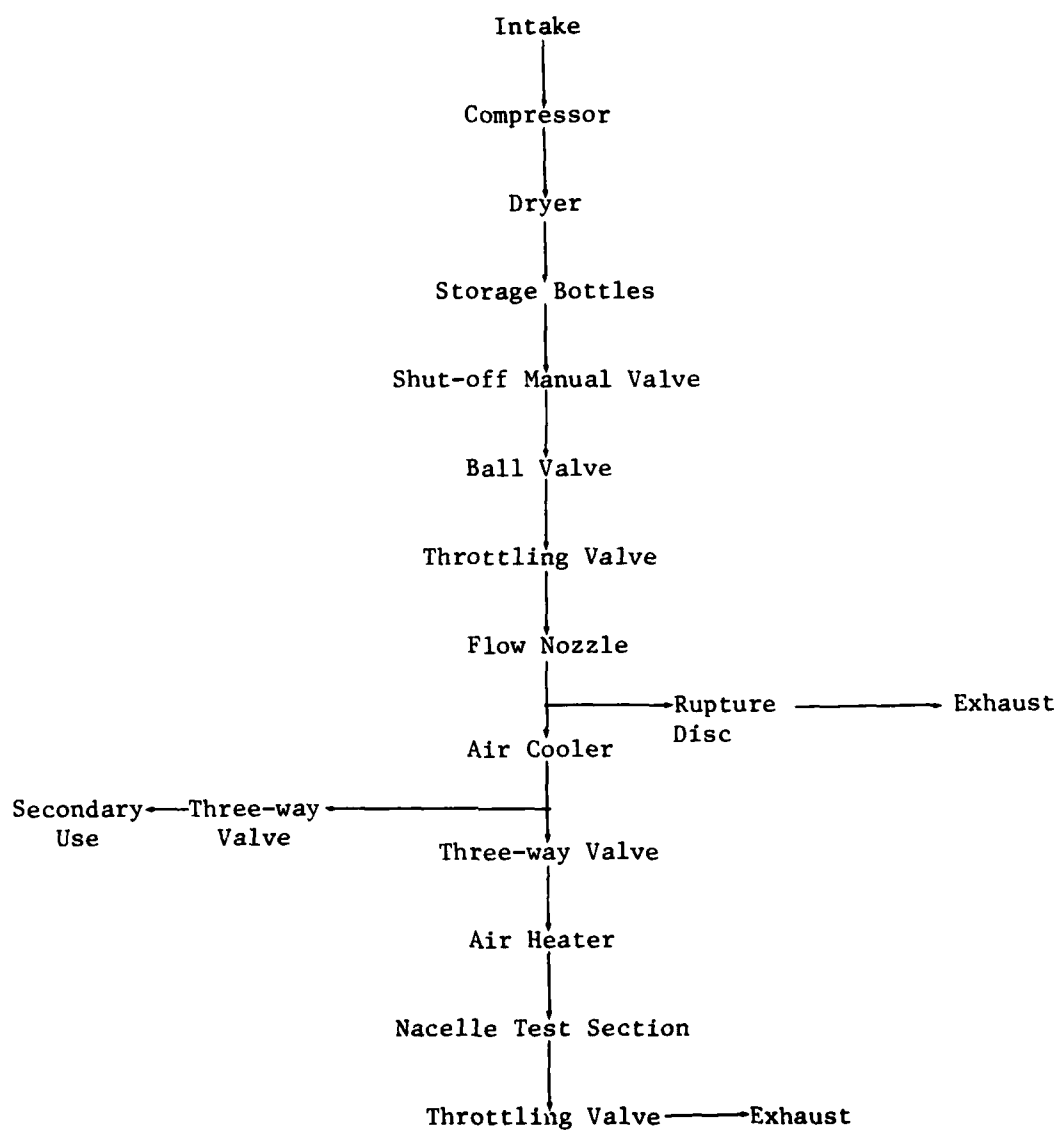 Intake
Compressor
Dryer
Storage Bottles
Shut-off Manual Valve
Ball Valve
Throttling Valve
Flow Nozzle
Rupture
Disc
Exhaust
Air Cooler
Secondary
Use
Three-way
Valve
Three-way Valve
Air Heater
Nacelle Test Section
Throttling Valve
Exhaust